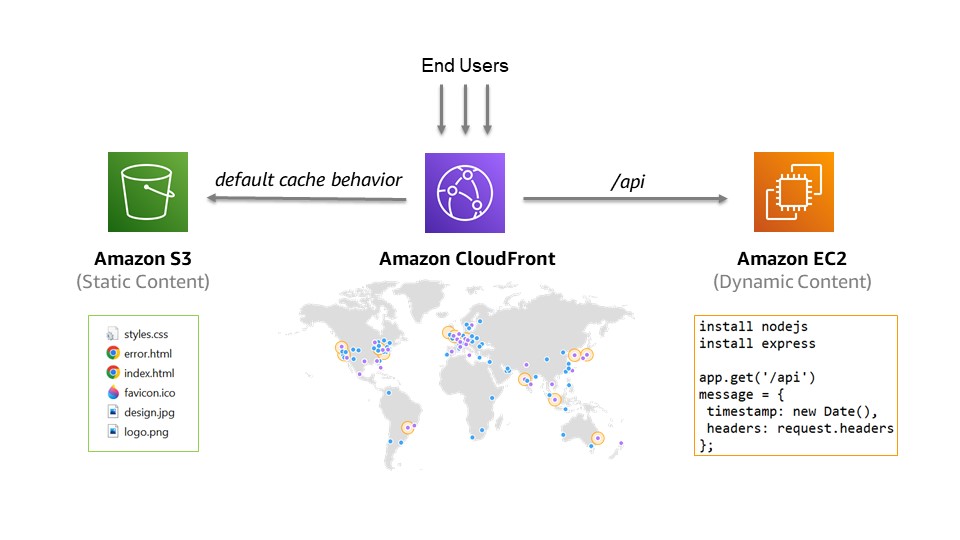 End Users
default cache behavior
/api
Amazon S3
(Static Content)
Amazon CloudFront
Amazon EC2
(Dynamic Content)
styles.css
error.html
index.html
favicon.ico
design.jpg
logo.png
install nodejs
install express
app.get('/api')
message = {
timestamp: new Date(),
headers: request.headers
};